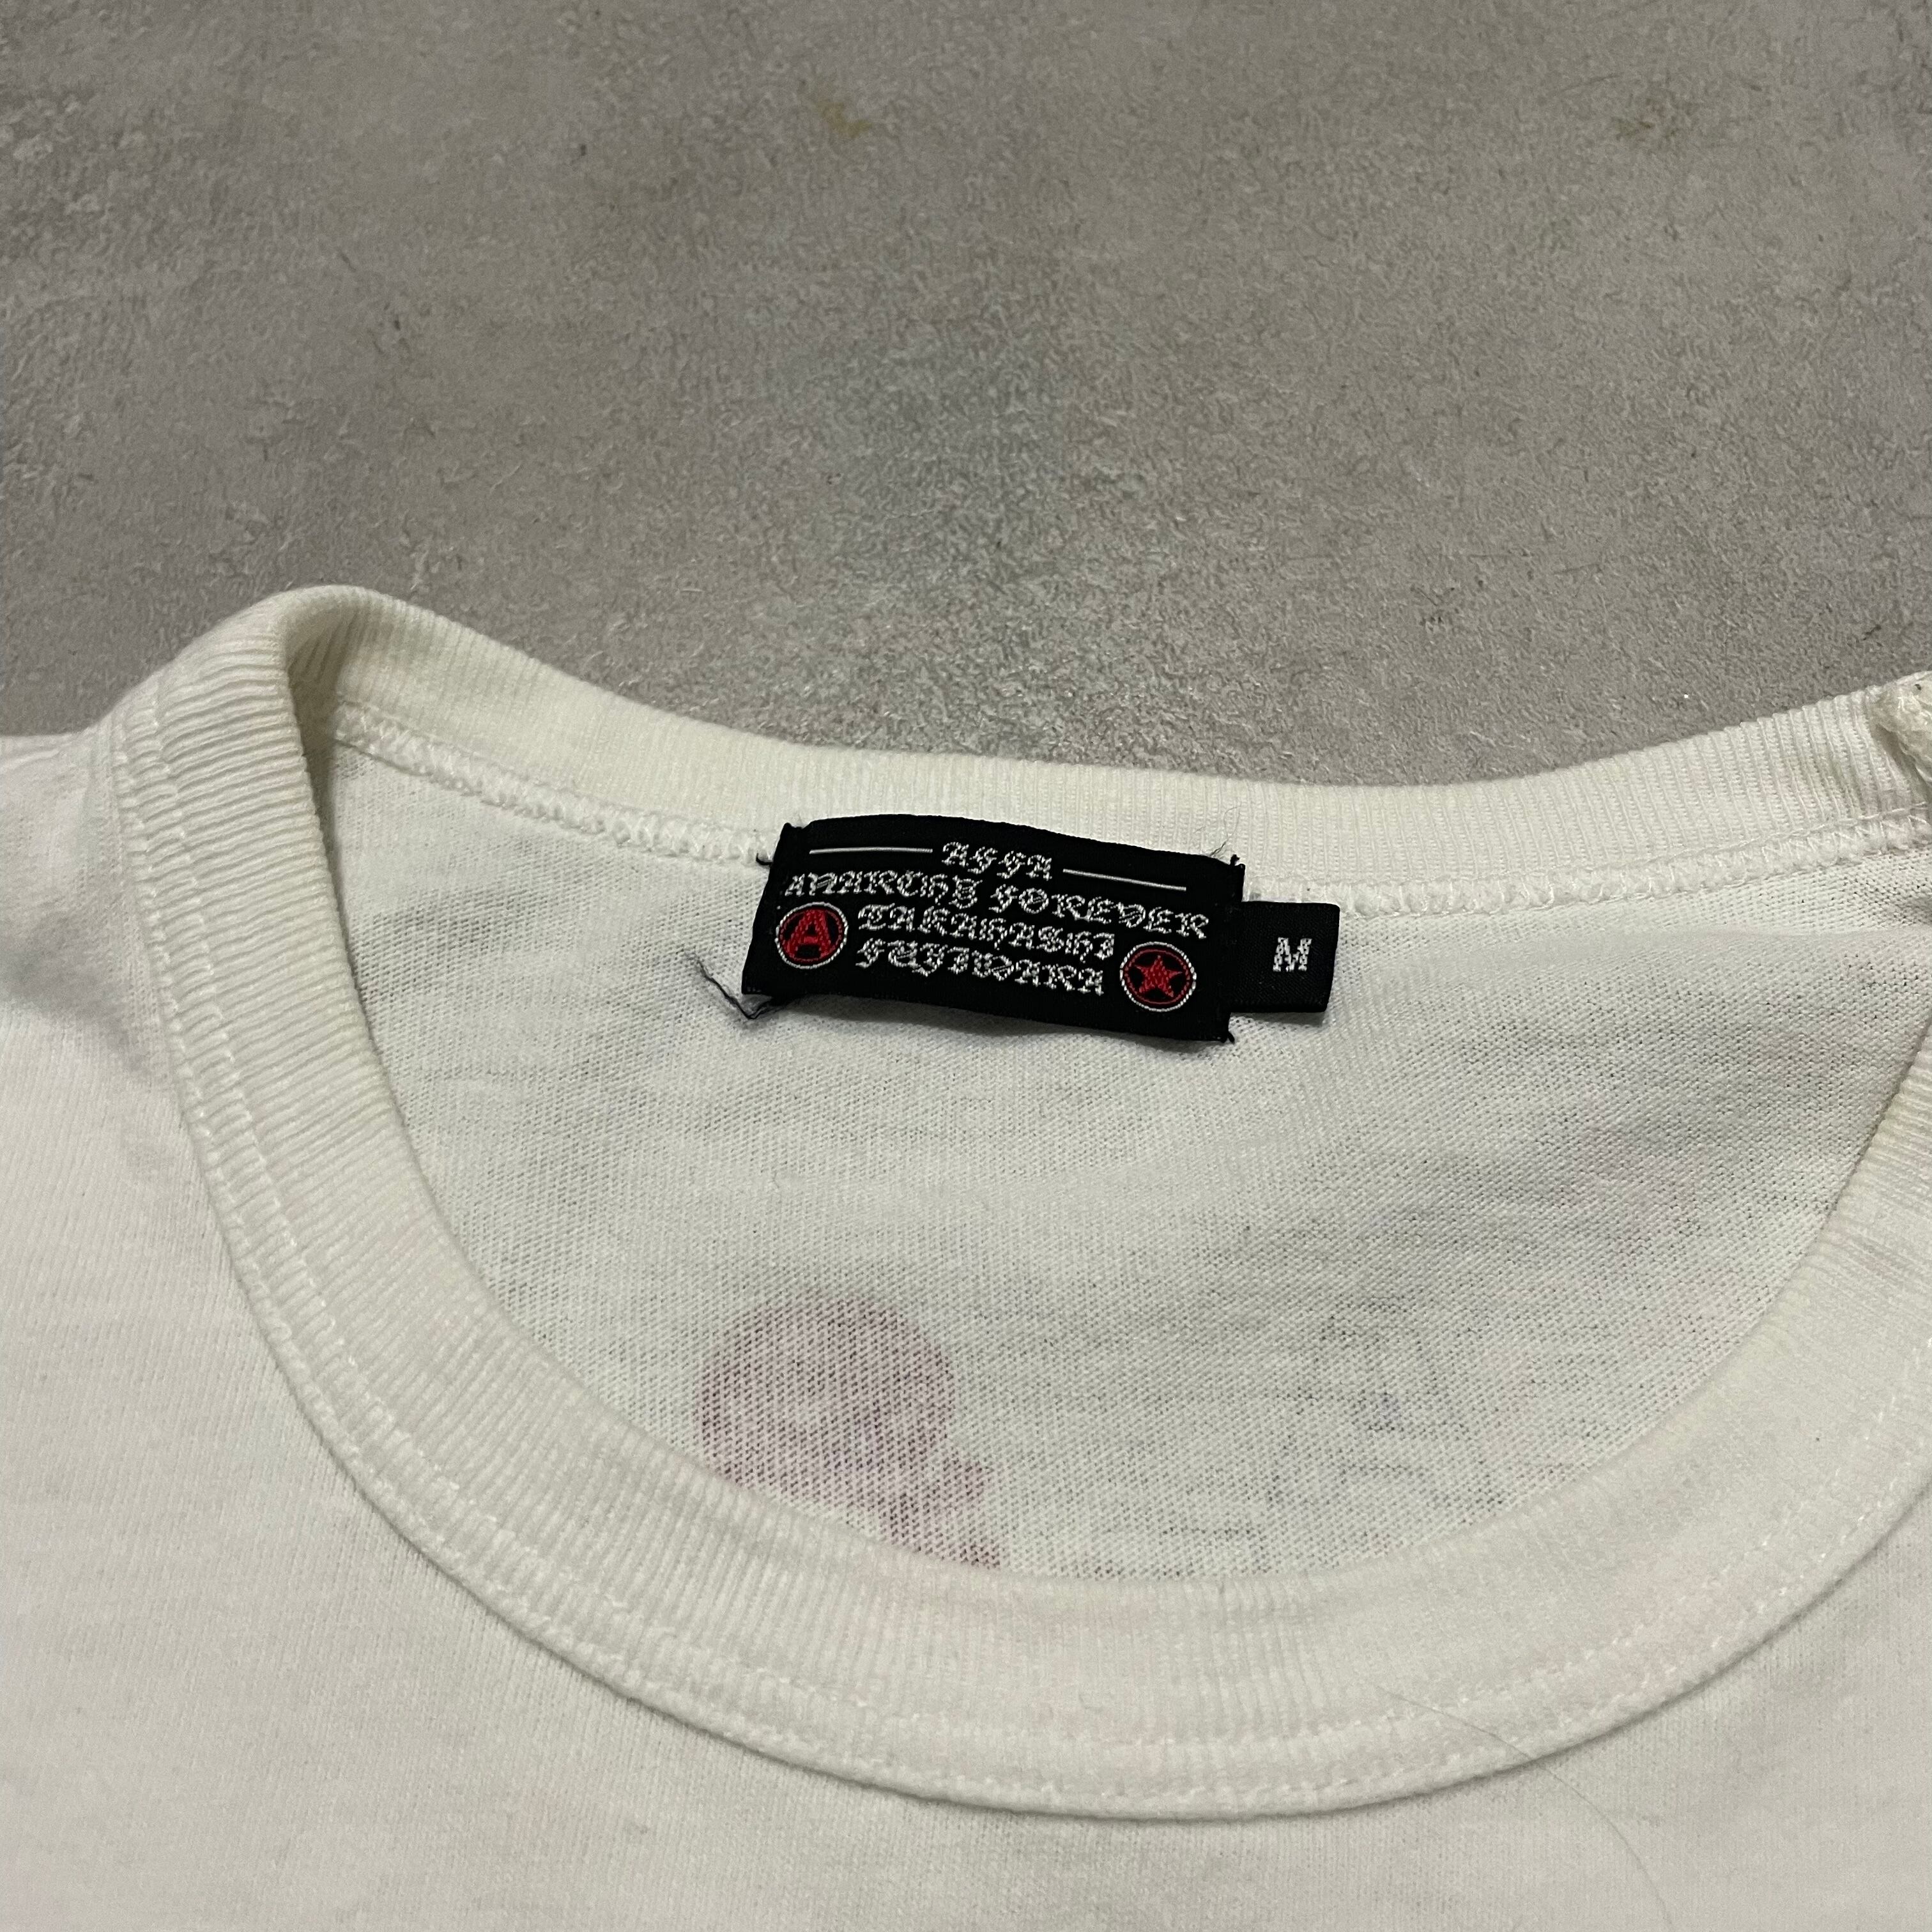 AFFA
ANARCHY FOREVER
A TAKAHASHI
FUJIWARA
M